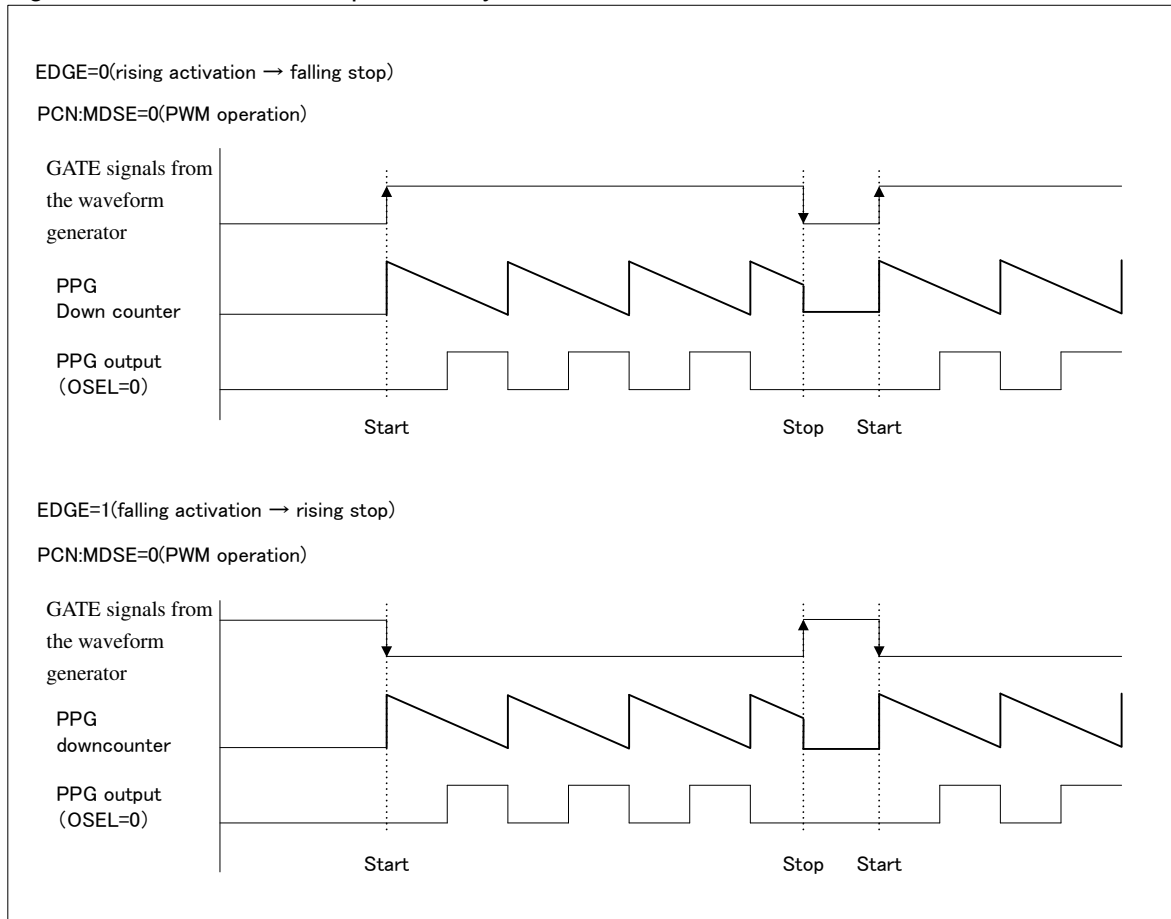 EDGE=0(rising activation → falling stop)
PCN:MDSE=0(PWM operation)
GATE signals from
the waveform
generator
PPG
Down counter
PPG output
(OSEL=0)
Start
Stop
Start
EDGE=1(falling activation → rising stop)
PCN:MDSE=0(PWM operation)
GATE signals from
the waveform
generator
PPG
downcounter
PPG output
(OSEL=0)
Start
Stop
Start